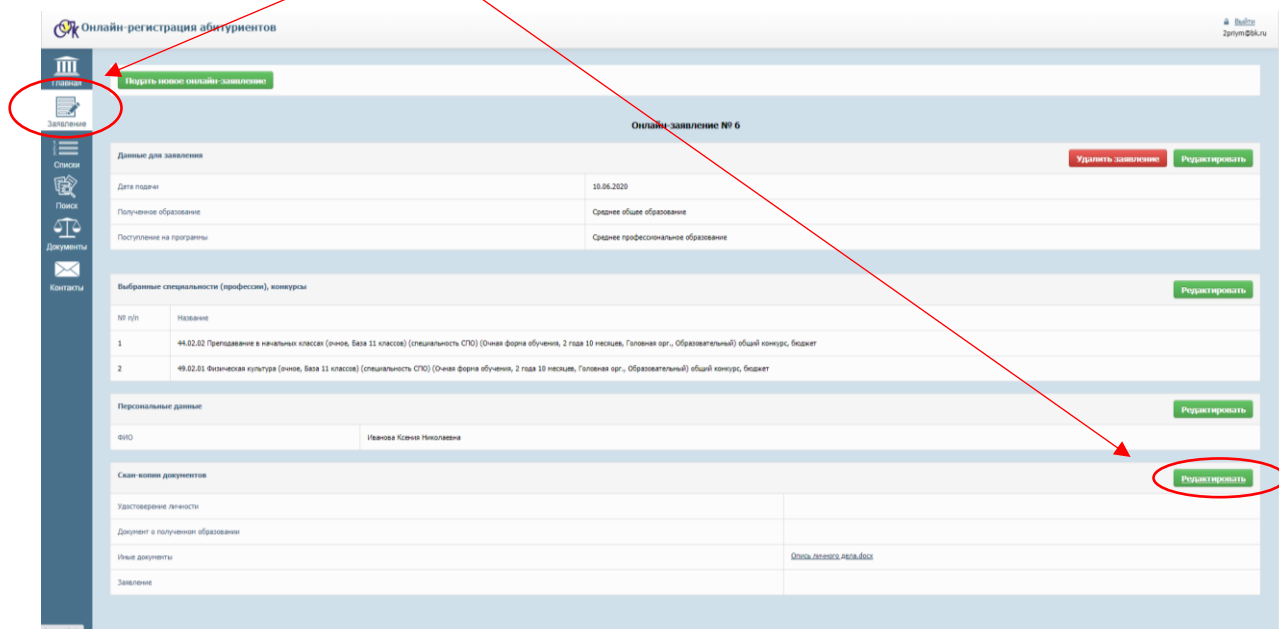 Онлайн-регистрация абитуриентов
Выйти
2priym@bk.ru
Главная
Подать новое онлайн-заявление
Заявление
Онлайн-заявление № 6
Списки
Поиск
Документы
Контакты
Данные для заявления Удалить заявление Редактировать
Дата подачи 10.06.2020
Полученное образование Среднее общее образование
Поступление на программы Среднее профессиональное образование
Выбранные специальности (профессии), конкурсы Редактировать
№ п/п Название
1 44.02.02 Преподавание в начальных классах (очное, База 11 классов) (специальность СПО) (Очная форма обучения, 2 года 10 месяцев, Головная орг., Образовательный) общий конкурс, бюджет
2 49.02.01 Физическая культура (очное, База 11 классов) (специальность СПО) (Очная форма обучения, 2 года 10 месяцев, Головная орг., Образовательный) общий конкурс, бюджет
Персональные данные Редактировать
ФИО Иванова Ксения Николаевна
Скан-копии документов Редактировать
Удостоверение личности
Документ о полученном образовании
Иные документы Опись личного дела.docx
Заявление